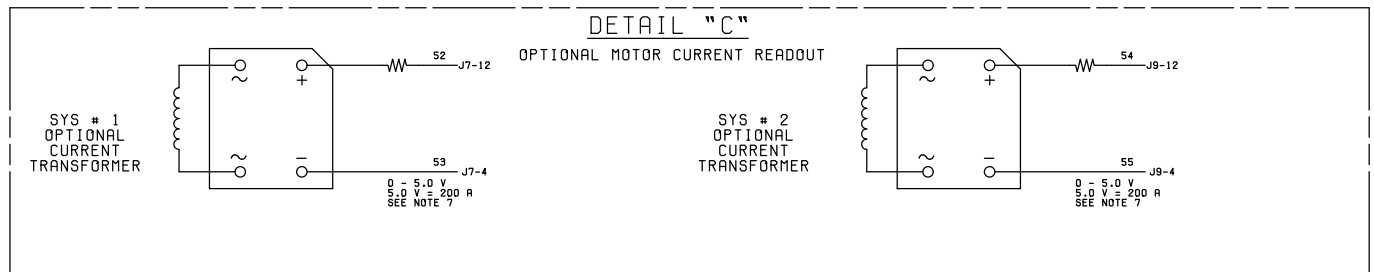 DETAIL "C"
OPTIONAL MOTOR CURRENT READOUT
SYS # 1
OPTIONAL
CURRENT
TRANSFORMER
~
+
~
−
52
J7-12
53
J7-4
0 - 5.0 V
5.0 V = 200 A
SEE NOTE 7
SYS # 2
OPTIONAL
CURRENT
TRANSFORMER
~
+
~
−
54
J9-12
55
J9-4
0 - 5.0 V
5.0 V = 200 A
SEE NOTE 7